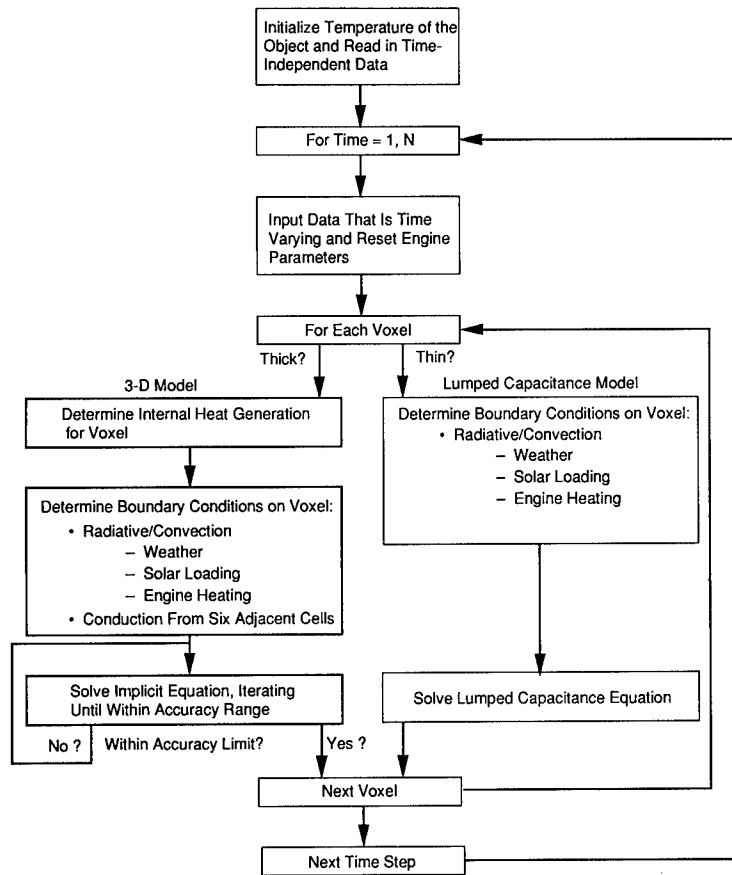 Initialize Temperature of the
Object and Read in Time-
Independent Data
For Time = 1, N
Input Data That Is Time
Varying and Reset Engine
Parameters
For Each Voxel
Thick?
Thin?
3-D Model
Determine Internal Heat Generation
for Voxel
Determine Boundary Conditions on Voxel:
• Radiative/Convection
– Weather
– Solar Loading
– Engine Heating
• Conduction From Six Adjacent Cells
Solve Implicit Equation, Iterating
Until Within Accuracy Range
No ?
Within Accuracy Limit?
Yes ?
Lumped Capacitance Model
Determine Boundary Conditions on Voxel:
• Radiative/Convection
– Weather
– Solar Loading
– Engine Heating
Solve Lumped Capacitance Equation
Next Voxel
Next Time Step